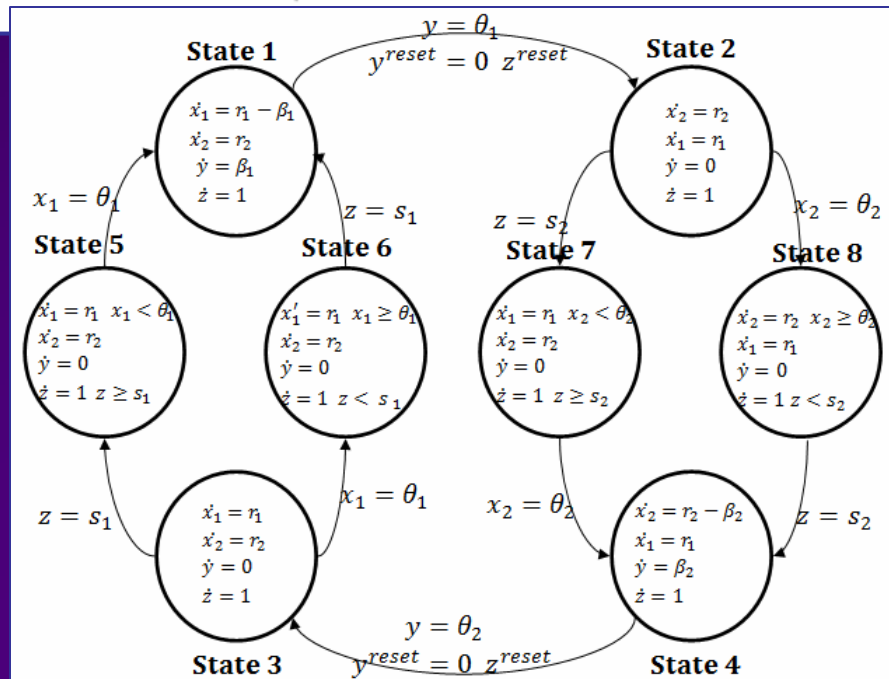 y = θ₁
State 1
State 2
y^{reset} = 0 z^{reset}
ẋ₁ = r₁ − β₁
ẋ₂ = r₂
ẏ = β₁
ż = 1
ẋ₂ = r₂
ẋ₁ = r₁
ẏ = 0
ż = 1
x₁ = θ₁
z = s₁
z = s₂
x₂ = θ₂
State 5
State 6
State 7
State 8
ẋ₁ = r₁ x₁ < θ₁
ẋ₂ = r₂
ẏ = 0
ż = 1 z ≥ s₁
x₁′ = r₁ x₁ ≥ θ₁
ẋ₂ = r₂
ẏ = 0
ż = 1 z < s₁
ẋ₁ = r₁ x₂ < θ₂
ẋ₂ = r₂
ẏ = 0
ż = 1 z ≥ s₂
ẋ₂ = r₂ x₂ ≥ θ₂
ẋ₁ = r₁
ẏ = 0
ż = 1 z < s₂
z = s₁
x₁ = θ₁
x₂ = θ₂
z = s₂
ẋ₁ = r₁
ẋ₂ = r₂
ẏ = 0
ż = 1
ẋ₂ = r₂ − β₂
ẋ₁ = r₁
ẏ = β₂
ż = 1
y = θ₂
y^{reset} = 0 z^{reset}
State 3
State 4